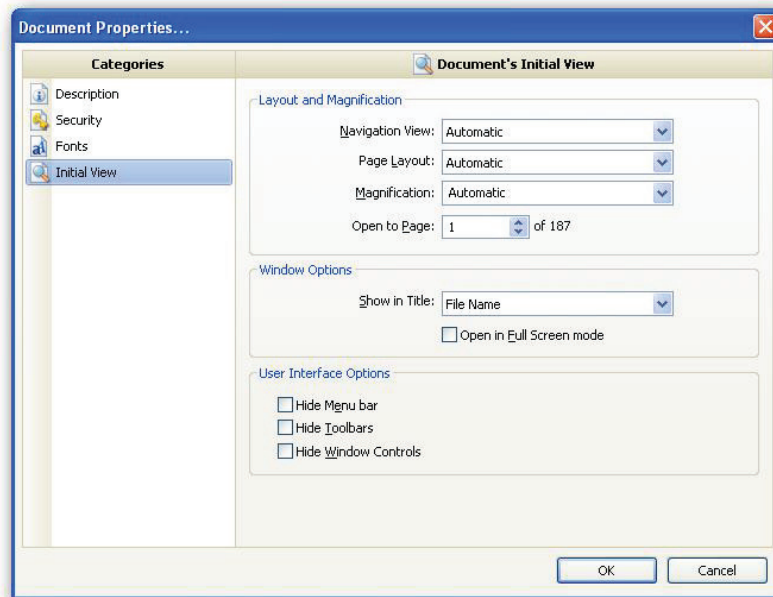 Document Properties...
Categories
Description
Security
Fonts
Initial View
Document's Initial View
Layout and Magnification
Navigation View: Automatic
Page Layout: Automatic
Magnification: Automatic
Open to Page: 1 of 187
Window Options
Show in Title: File Name
Open in Full Screen mode
User Interface Options
Hide Menu bar
Hide Toolbars
Hide Window Controls
OK Cancel